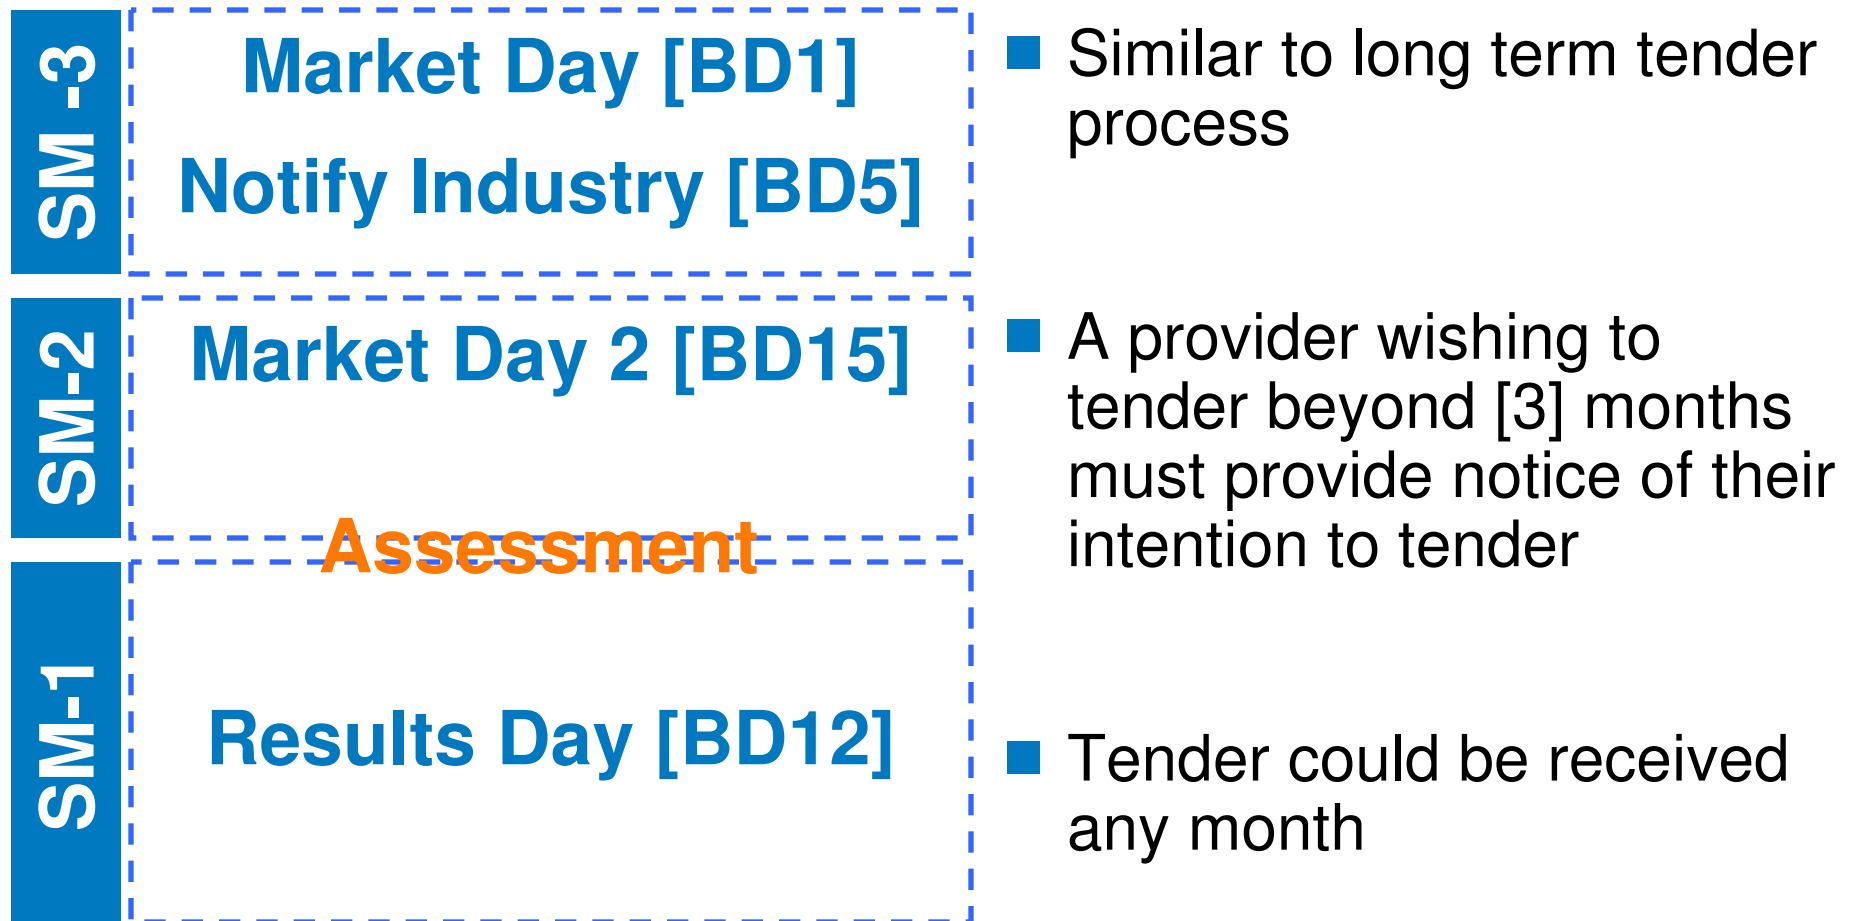 SM -3
Market Day [BD1]
Notify Industry [BD5]
SM-2
Market Day 2 [BD15]
Assessment
SM-1
Results Day [BD12]
Similar to long term tender
process
A provider wishing to
tender beyond [3] months
must provide notice of their
intention to tender
Tender could be received
any month